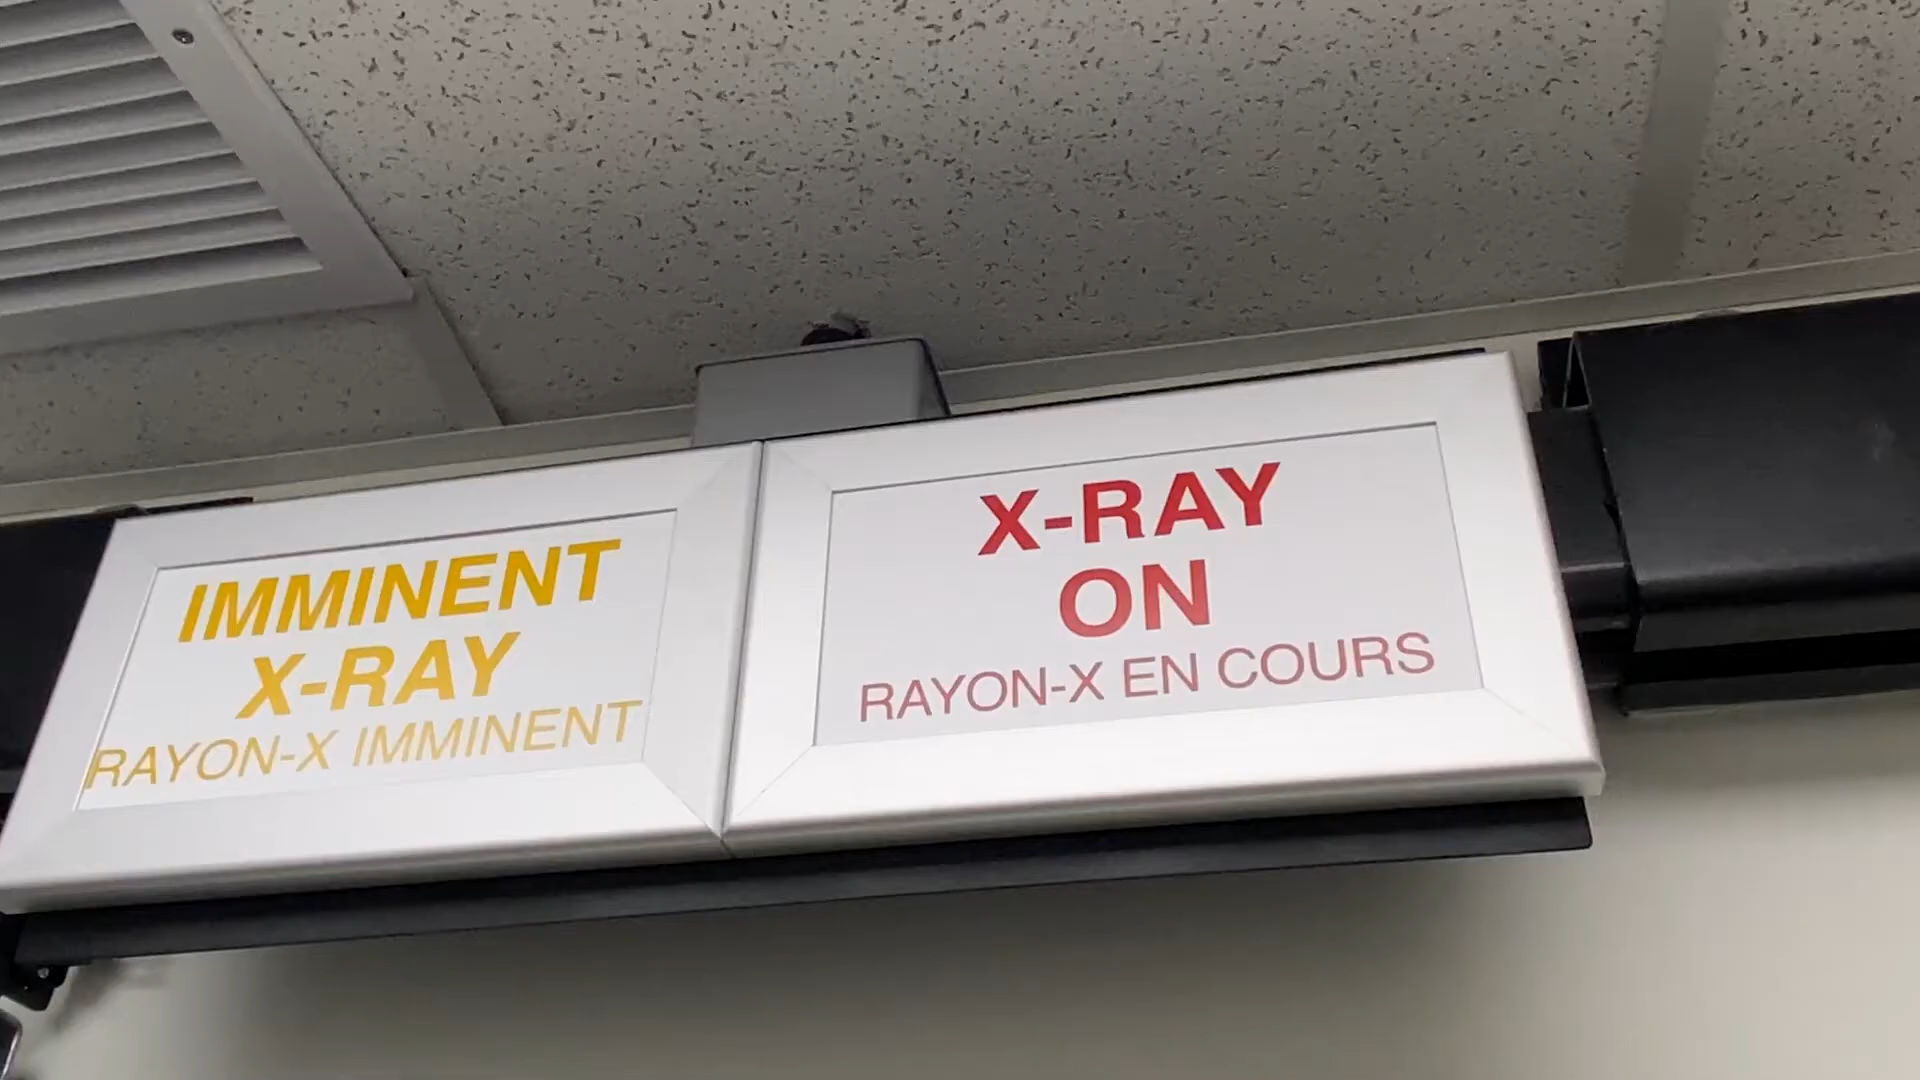 IMMINENT
X-RAY
RAYON-X IMMINENT
X-RAY
ON
RAYON-X EN COURS